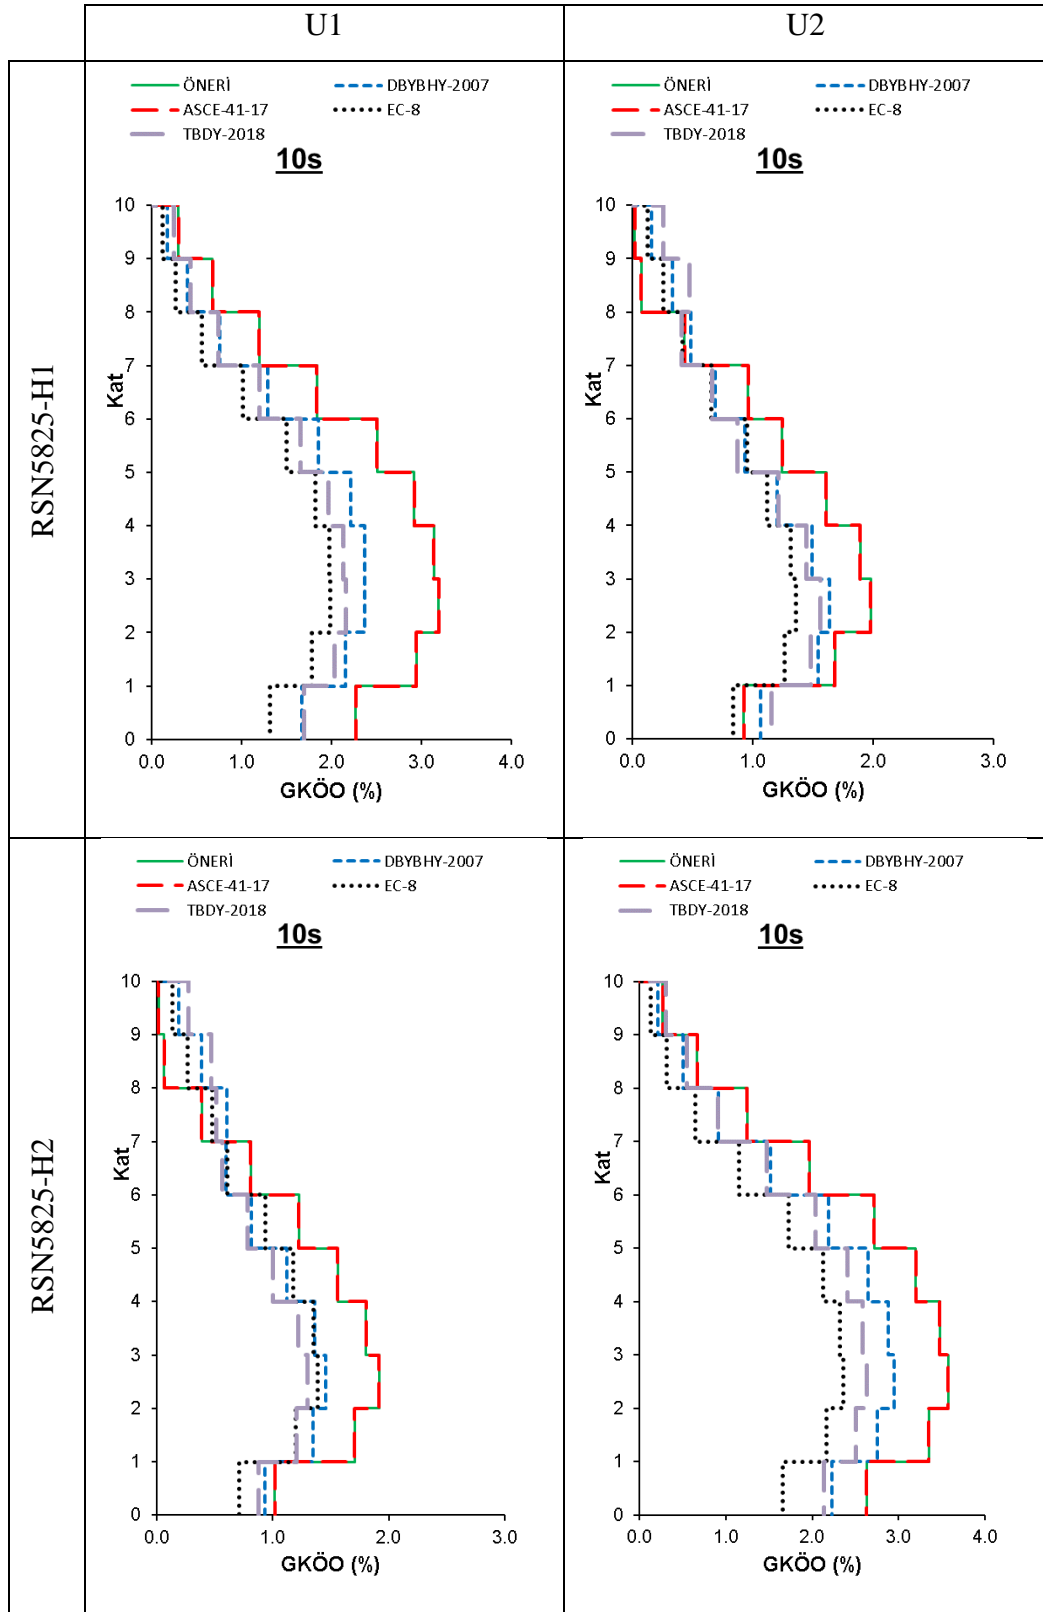 U1 U2
RSN5825-H1
ÖNERİ DBYBHY-2007
ASCE-41-17 EC-8
TBDY-2018
10s
10
9
8
7
6
5
4
3
2
1
0
Kat
0.0 1.0 2.0 3.0 4.0
GKÖO (%)
ÖNERİ DBYBHY-2007
ASCE-41-17 EC-8
TBDY-2018
10s
10
9
8
7
6
5
4
3
2
1
0
Kat
0.0 1.0 2.0 3.0
GKÖO (%)
RSN5825-H2
ÖNERİ DBYBHY-2007
ASCE-41-17 EC-8
TBDY-2018
10s
10
9
8
7
6
5
4
3
2
1
0
Kat
0.0 1.0 2.0 3.0
GKÖO (%)
ÖNERİ DBYBHY-2007
ASCE-41-17 EC-8
TBDY-2018
10s
10
9
8
7
6
5
4
3
2
1
0
Kat
0.0 1.0 2.0 3.0 4.0
GKÖO (%)